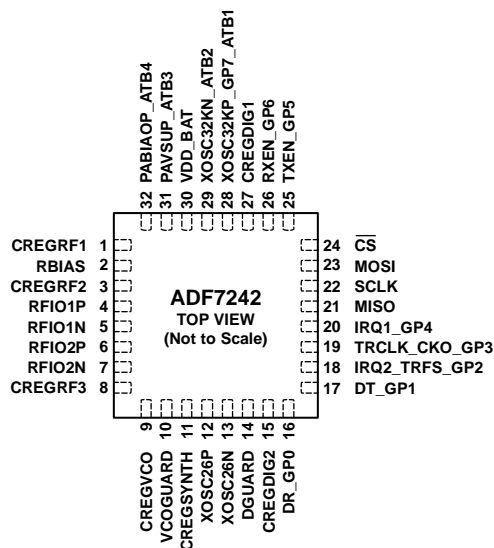 32 PABIAOP_ATB4
31 PAVSUP_ATB3
30 VDD_BAT
29 XOSC32KN_ATB2
28 XOSC32KP_GP7_ATB1
27 CREGDIG1
26 RXEN_GP6
25 TXEN_GP5
CREGRF1 1
RBIAS 2
CREGRF2 3
RFIO1P 4
RFIO1N 5
RFIO2P 6
RFIO2N 7
CREGRF3 8
ADF7242
TOP VIEW
(Not to Scale)
24 CS
23 MOSI
22 SCLK
21 MISO
20 IRQ1_GP4
19 TRCLK_CKO_GP3
18 IRQ2_TRFS_GP2
17 DT_GP1
CREGVCO 9
VCOGUARD 10
CREGSYNTH 11
XOSC26P 12
XOSC26N 13
DGUARD 14
CREGDIG2 15
DR_GP0 16